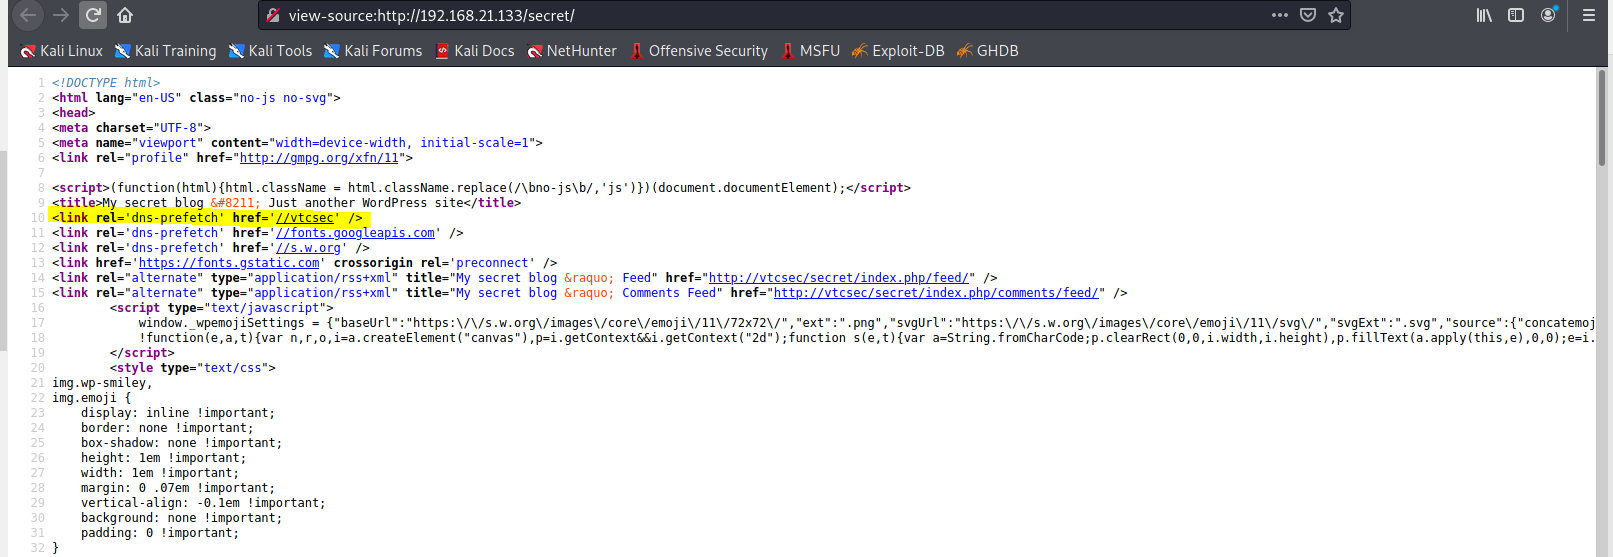 view-source:http://192.168.21.133/secret/
Kali Linux Kali Training Kali Tools Kali Forums Kali Docs NetHunter Offensive Security MSFU Exploit-DB GHDB
1 <!DOCTYPE html>
2 <html lang="en-US" class="no-js no-svg">
3 <head>
4 <meta charset="UTF-8">
5 <meta name="viewport" content="width=device-width, initial-scale=1">
6 <link rel="profile" href="http://gmpg.org/xfn/11">
7
8 <script>(function(html){html.className = html.className.replace(/\bno-js\b/,'js')})(document.documentElement);</script>
9 <title>My secret blog &#8211; Just another WordPress site</title>
10 <link rel='dns-prefetch' href='//vtcsec' />
11 <link rel='dns-prefetch' href='//fonts.googleapis.com' />
12 <link rel='dns-prefetch' href='//s.w.org' />
13 <link href='https://fonts.gstatic.com' crossorigin rel='preconnect' />
14 <link rel="alternate" type="application/rss+xml" title="My secret blog &raquo; Feed" href="http://vtcsec/secret/index.php/feed/" />
15 <link rel="alternate" type="application/rss+xml" title="My secret blog &raquo; Comments Feed" href="http://vtcsec/secret/index.php/comments/feed/" />
16 <script type="text/javascript">
17 window._wpemojiSettings = {"baseUrl":"https:\/\/s.w.org\/images\/core\/emoji\/11\/72x72\/","ext":".png","svgUrl":"https:\/\/s.w.org\/images\/core\/emoji\/11\/svg\/","svgExt":".svg","source":{"concatemoj
18 !function(e,a,t){var n,r,o,i=a.createElement("canvas"),p=i.getContext&&i.getContext("2d");function s(e,t){var a=String.fromCharCode;p.clearRect(0,0,i.width,i.height),p.fillText(a.apply(this,e),0,0);e=i.
19 </script>
20 <style type="text/css">
21 img.wp-smiley,
22 img.emoji {
23 display: inline !important;
24 border: none !important;
25 box-shadow: none !important;
26 height: 1em !important;
27 width: 1em !important;
28 margin: 0 .07em !important;
29 vertical-align: -0.1em !important;
30 background: none !important;
31 padding: 0 !important;
32 }